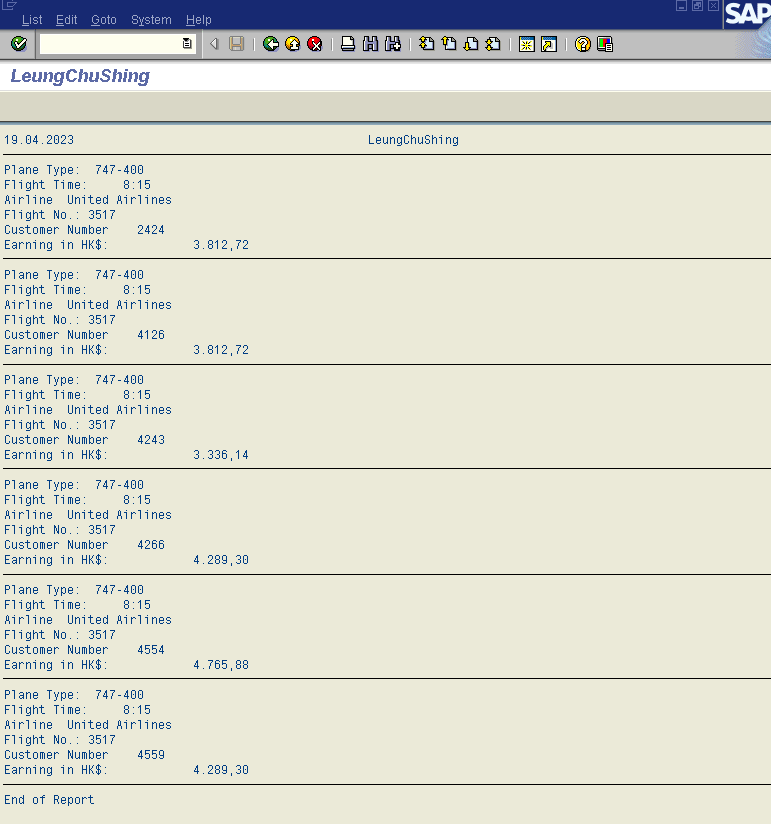 List Edit Goto System Help
SAP
LeungChuShing
19.04.2023 LeungChuShing
Plane Type: 747-400
Flight Time: 8:15
Airline United Airlines
Flight No.: 3517
Customer Number 2424
Earning in HK$: 3.812,72
Plane Type: 747-400
Flight Time: 8:15
Airline United Airlines
Flight No.: 3517
Customer Number 4126
Earning in HK$: 3.812,72
Plane Type: 747-400
Flight Time: 8:15
Airline United Airlines
Flight No.: 3517
Customer Number 4243
Earning in HK$: 3.336,14
Plane Type: 747-400
Flight Time: 8:15
Airline United Airlines
Flight No.: 3517
Customer Number 4266
Earning in HK$: 4.289,30
Plane Type: 747-400
Flight Time: 8:15
Airline United Airlines
Flight No.: 3517
Customer Number 4554
Earning in HK$: 4.765,88
Plane Type: 747-400
Flight Time: 8:15
Airline United Airlines
Flight No.: 3517
Customer Number 4559
Earning in HK$: 4.289,30
End of Report